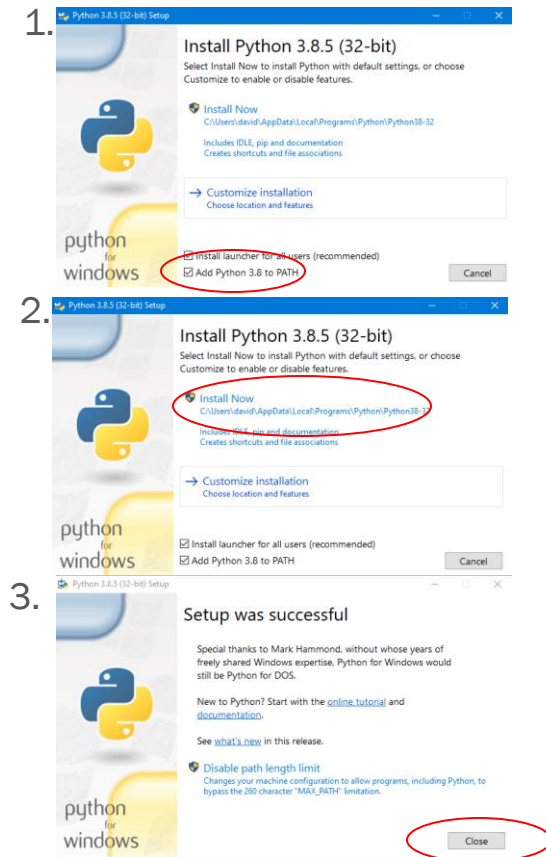 1.
Python 3.8.5 (32-bit) Setup
Install Python 3.8.5 (32-bit)
Select Install Now to install Python with default settings, or choose
Customize to enable or disable features.
Install Now
C:\Users\david\AppData\Local\Programs\Python\Python38-32
Includes IDLE, pip and documentation
Creates shortcuts and file associations
Customize installation
Choose location and features
Install launcher for all users (recommended)
Add Python 3.8 to PATH
Cancel
python
for
windows
2.
Python 3.8.5 (32-bit) Setup
Install Python 3.8.5 (32-bit)
Select Install Now to install Python with default settings, or choose
Customize to enable or disable features.
Install Now
C:\Users\david\AppData\Local\Programs\Python\Python38-32
Includes IDLE, pip and documentation
Creates shortcuts and file associations
Customize installation
Choose location and features
Install launcher for all users (recommended)
Add Python 3.8 to PATH
Cancel
python
for
windows
3.
Python 3.8.5 (32-bit) Setup
Setup was successful
Special thanks to Mark Hammond, without whose years of
freely shared Windows expertise, Python for Windows would
still be Python for DOS.
New to Python? Start with the online tutorial and
documentation.
See what's new in this release.
Disable path length limit
Changes your machine configuration to allow programs, including Python, to
bypass the 260 character "MAX_PATH" limitation.
Close
python
for
windows